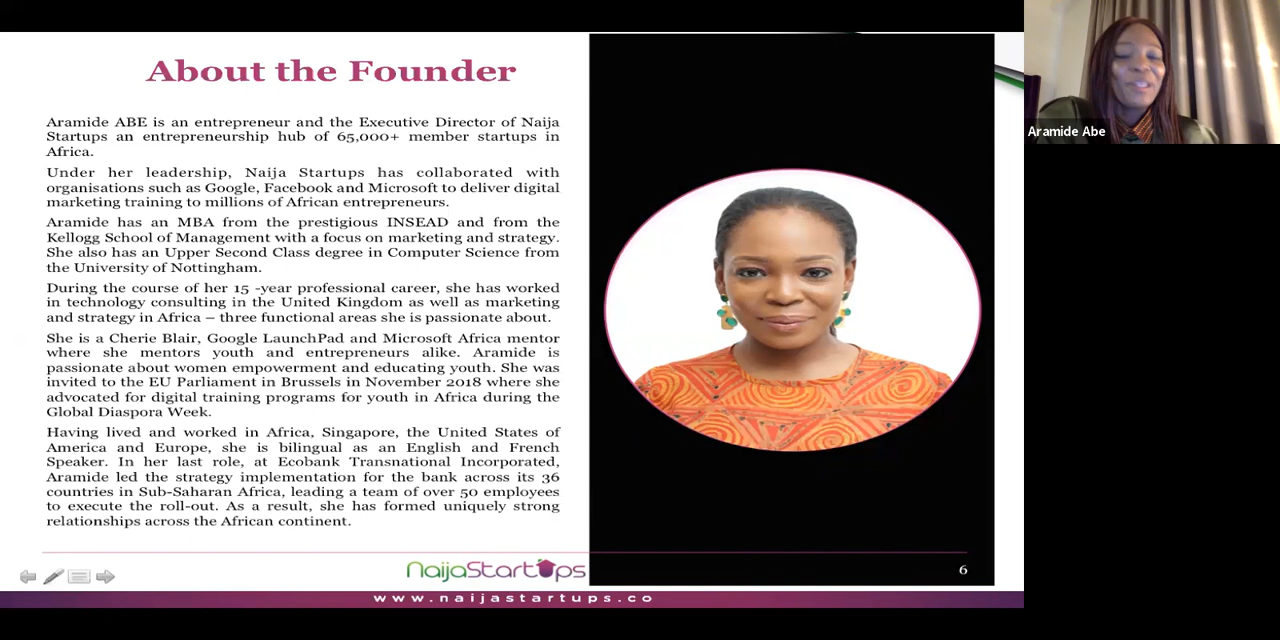 About the Founder
Aramide ABE is an entrepreneur and the Executive Director of Naija
Startups an entrepreneurship hub of 65,000+ member startups in
Africa.
Under her leadership, Naija Startups has collaborated with
organisations such as Google, Facebook and Microsoft to deliver digital
marketing training to millions of African entrepreneurs.
Aramide has an MBA from the prestigious INSEAD and from the
Kellogg School of Management with a focus on marketing and strategy.
She also has an Upper Second Class degree in Computer Science from
the University of Nottingham.
During the course of her 15 -year professional career, she has worked
in technology consulting in the United Kingdom as well as marketing
and strategy in Africa – three functional areas she is passionate about.
She is a Cherie Blair, Google LaunchPad and Microsoft Africa mentor
where she mentors youth and entrepreneurs alike. Aramide is
passionate about women empowerment and educating youth. She was
invited to the EU Parliament in Brussels in November 2018 where she
advocated for digital training programs for youth in Africa during the
Global Diaspora Week.
Having lived and worked in Africa, Singapore, the United States of
America and Europe, she is bilingual as an English and French
Speaker. In her last role, at Ecobank Transnational Incorporated,
Aramide led the strategy implementation for the bank across its 36
countries in Sub-Saharan Africa, leading a team of over 50 employees
to execute the roll-out. As a result, she has formed uniquely strong
relationships across the African continent.
NaijaStartUps
6
www.naijastartups.co
Aramide Abe